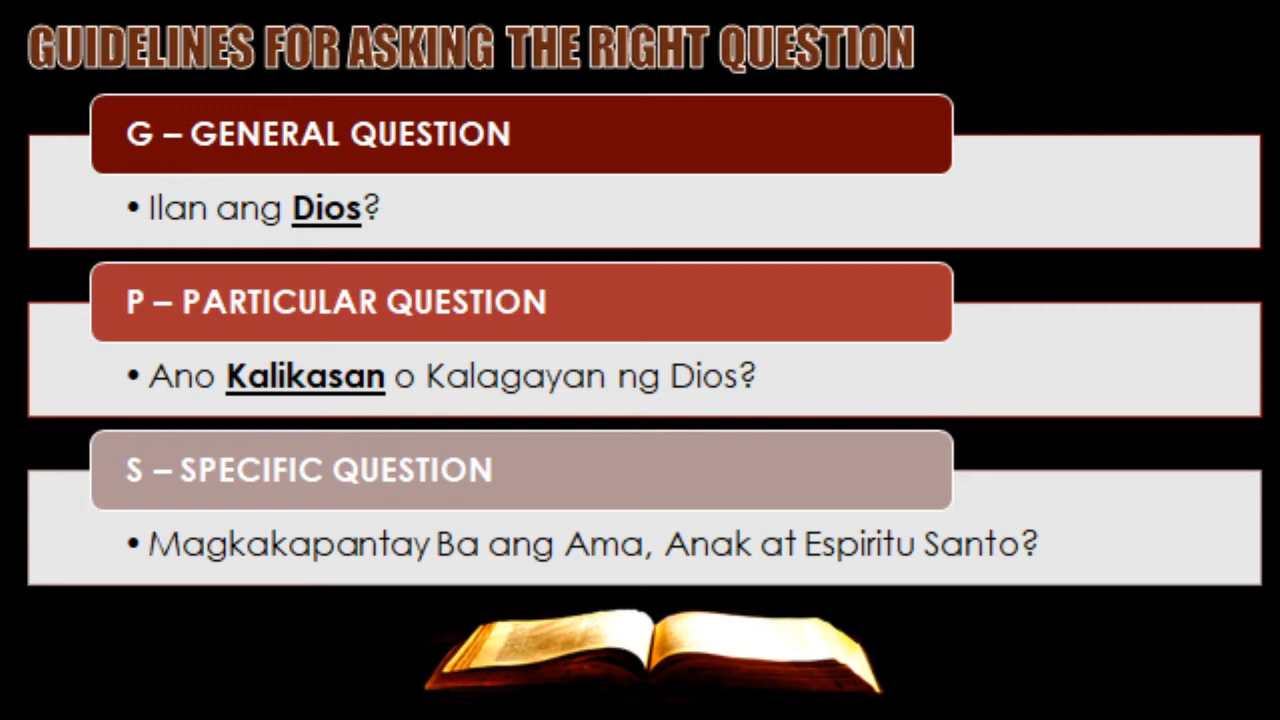 GUIDELINES FOR ASKING THE RIGHT QUESTION
G – GENERAL QUESTION
• Ilan ang Dios?
P – PARTICULAR QUESTION
• Ano Kalikasan o Kalagayan ng Dios?
S – SPECIFIC QUESTION
• Magkakapantay Ba ang Ama, Anak at Espiritu Santo?